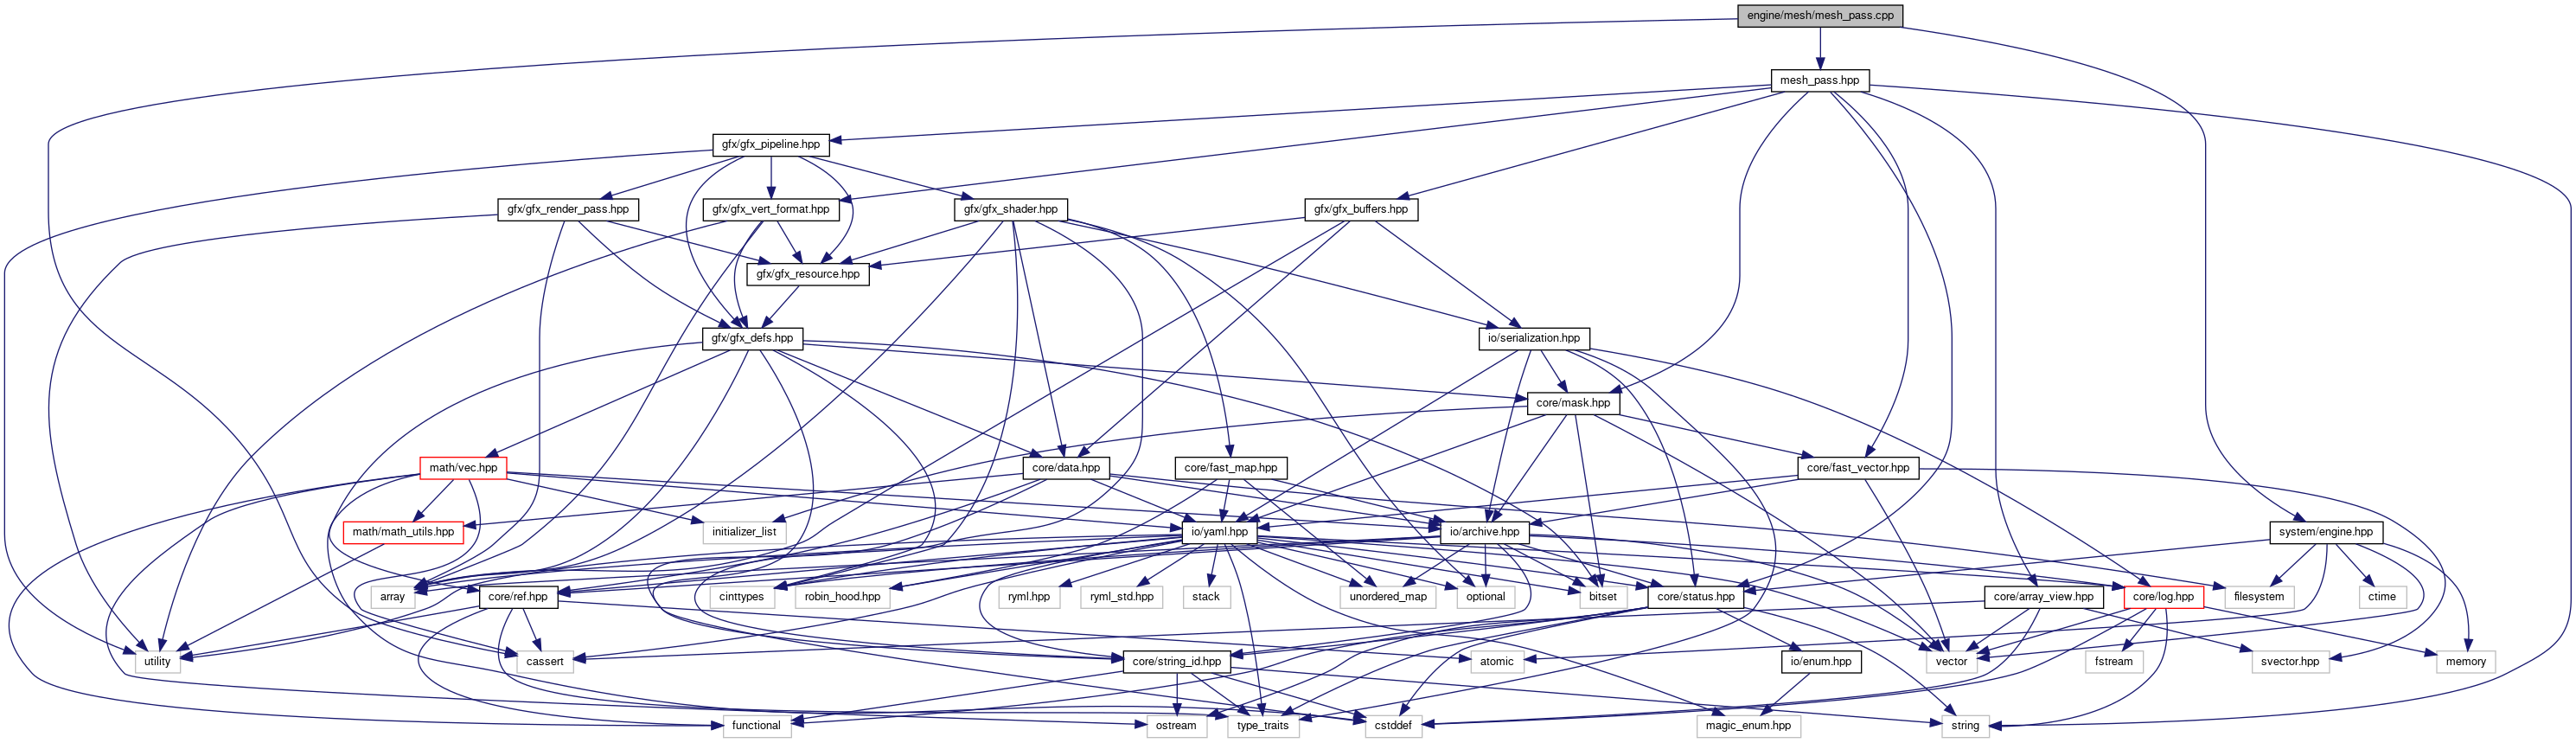 engine/mesh/mesh_pass.cpp
mesh_pass.hpp
gfx/gfx_pipeline.hpp
gfx/gfx_render_pass.hpp
gfx/gfx_vert_format.hpp
gfx/gfx_shader.hpp
gfx/gfx_buffers.hpp
gfx/gfx_resource.hpp
gfx/gfx_defs.hpp
io/serialization.hpp
core/mask.hpp
math/vec.hpp
core/data.hpp
core/fast_map.hpp
core/fast_vector.hpp
math/math_utils.hpp
initializer_list
io/yaml.hpp
io/archive.hpp
system/engine.hpp
array
core/ref.hpp
cinttypes
robin_hood.hpp
ryml.hpp
ryml_std.hpp
stack
unordered_map
optional
bitset
core/status.hpp
core/array_view.hpp
core/log.hpp
filesystem
ctime
utility
cassert
core/string_id.hpp
atomic
io/enum.hpp
vector
fstream
svector.hpp
memory
functional
ostream
type_traits
cstddef
magic_enum.hpp
string